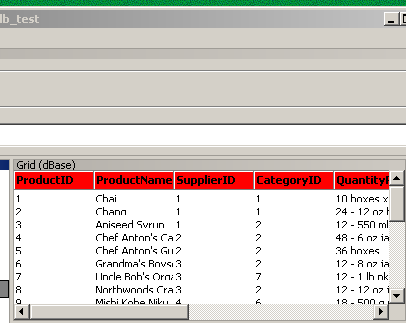 lb_test
Grid (dBase)
ProductID ProductName SupplierID CategoryID QuantityP
1 Chai 1 1 10 boxes x
2 Chang 1 1 24 - 12 oz b
3 Aniseed Syrup 1 2 12 - 550 ml
4 Chef Anton's Ca 2 2 48 - 6 oz ja
5 Chef Anton's Gu 2 2 36 boxes
6 Grandma's Boys 3 2 12 - 8 oz ja
7 Uncle Bob's Orga 3 7 12 - 1 lb pk
8 Northwoods Cra 3 2 12 - 12 oz j
9 Mishi Kobe Niku 4 6 18 - 500 g